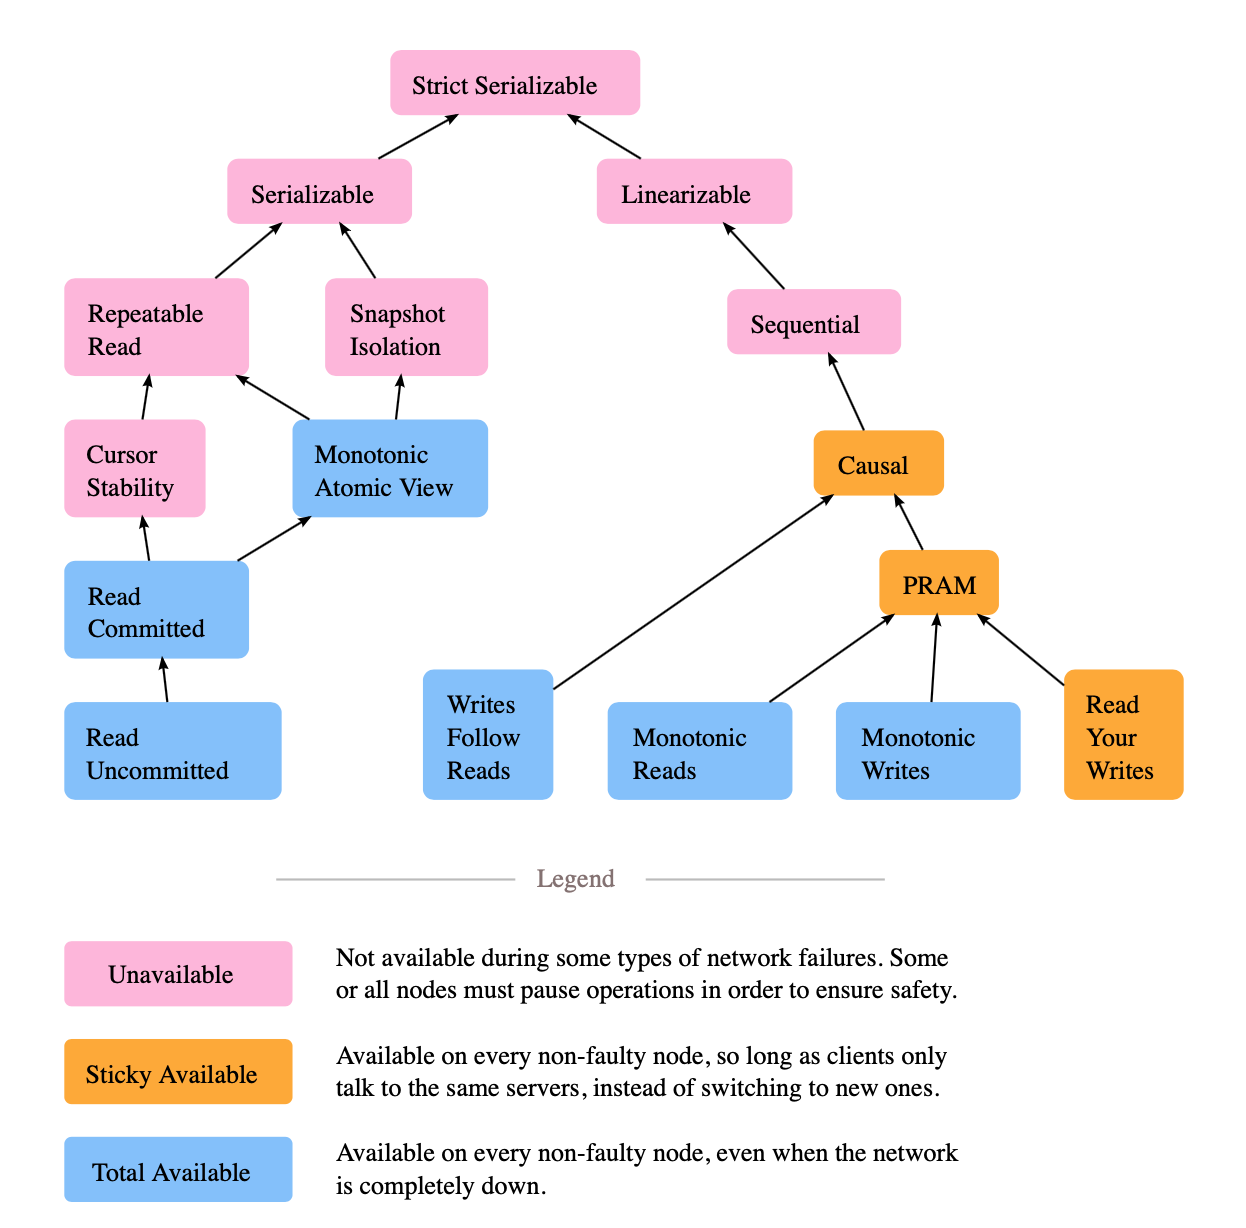 Strict Serializable
Serializable
Linearizable
Repeatable
Read
Snapshot
Isolation
Sequential
Cursor
Stability
Monotonic
Atomic View
Causal
Read
Committed
PRAM
Read
Uncommitted
Writes
Follow
Reads
Monotonic
Reads
Monotonic
Writes
Read
Your
Writes
Legend
Unavailable
Not available during some types of network failures. Some
or all nodes must pause operations in order to ensure safety.
Sticky Available
Available on every non-faulty node, so long as clients only
talk to the same servers, instead of switching to new ones.
Total Available
Available on every non-faulty node, even when the network
is completely down.